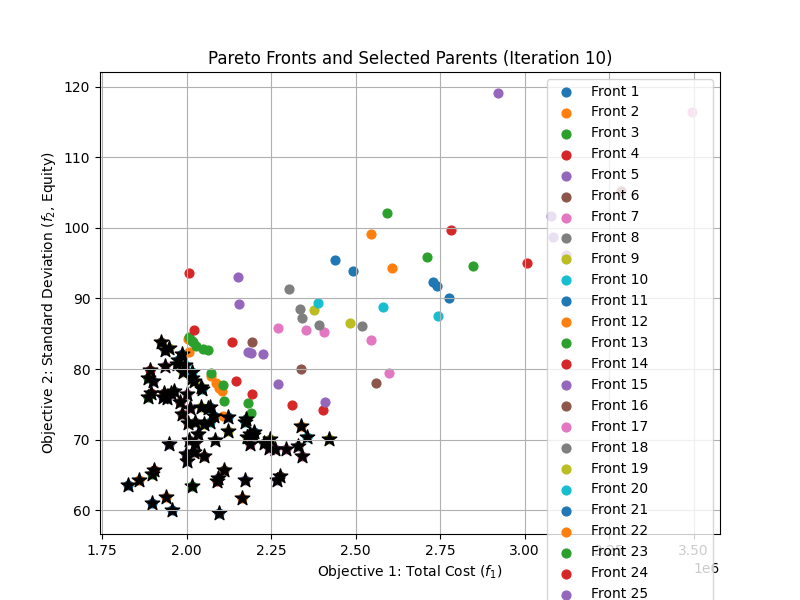 Pareto Fronts and Selected Parents (Iteration 10)
120
110
100
90
80
70
60
Objective 2: Standard Deviation (f₂, Equity)
1.75 2.00 2.25 2.50 2.75 3.00 3.50
1e6
Objective 1: Total Cost (f₁)
Front 1
Front 2
Front 3
Front 4
Front 5
Front 6
Front 7
Front 8
Front 9
Front 10
Front 11
Front 12
Front 13
Front 14
Front 15
Front 16
Front 17
Front 18
Front 19
Front 20
Front 21
Front 22
Front 23
Front 24
Front 25